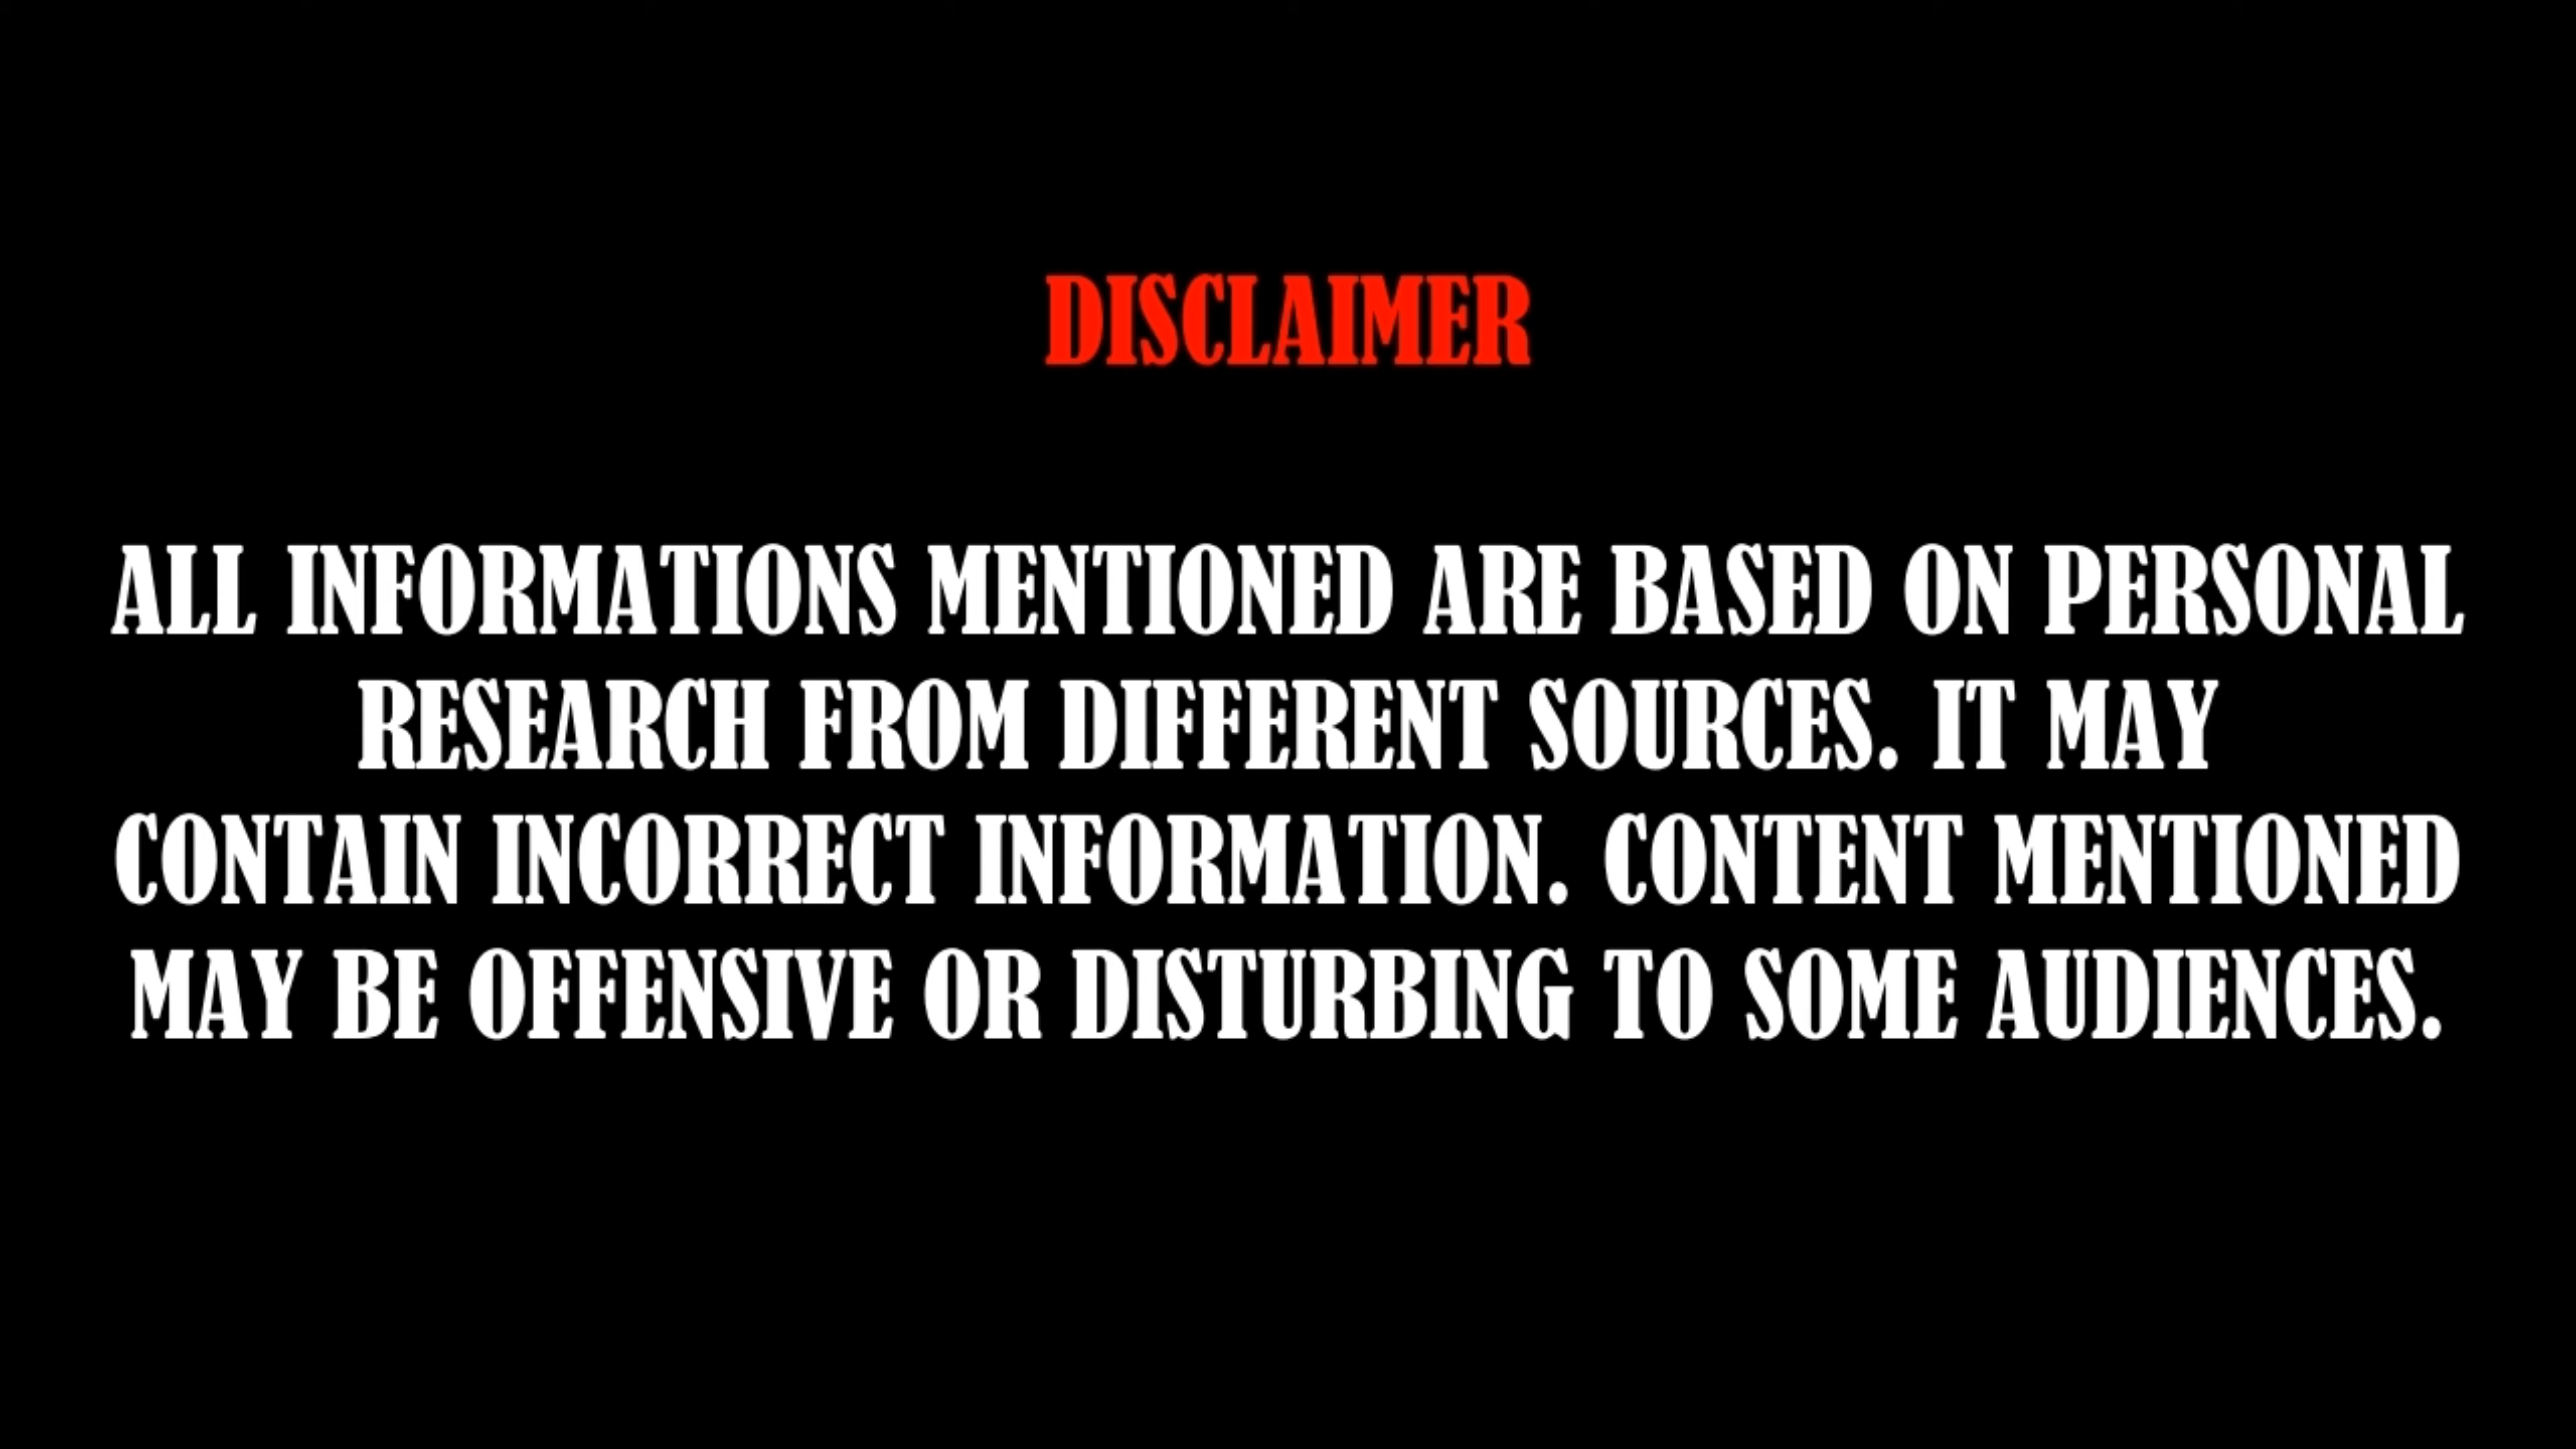 DISCLAIMER
ALL INFORMATIONS MENTIONED ARE BASED ON PERSONAL
RESEARCH FROM DIFFERENT SOURCES. IT MAY
CONTAIN INCORRECT INFORMATION. CONTENT MENTIONED
MAY BE OFFENSIVE OR DISTURBING TO SOME AUDIENCES.